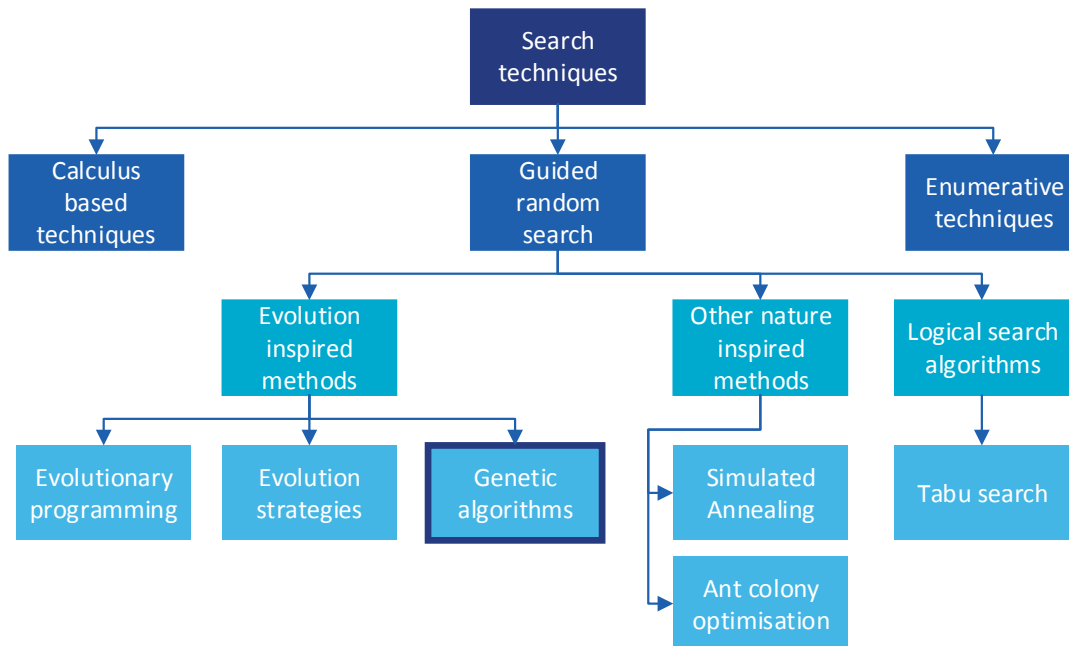 Search
techniques
Calculus
based
techniques
Guided
random
search
Enumerative
techniques
Evolution
inspired
methods
Other nature
inspired
methods
Logical search
algorithms
Evolutionary
programming
Evolution
strategies
Genetic
algorithms
Simulated
Annealing
Tabu search
Ant colony
optimisation